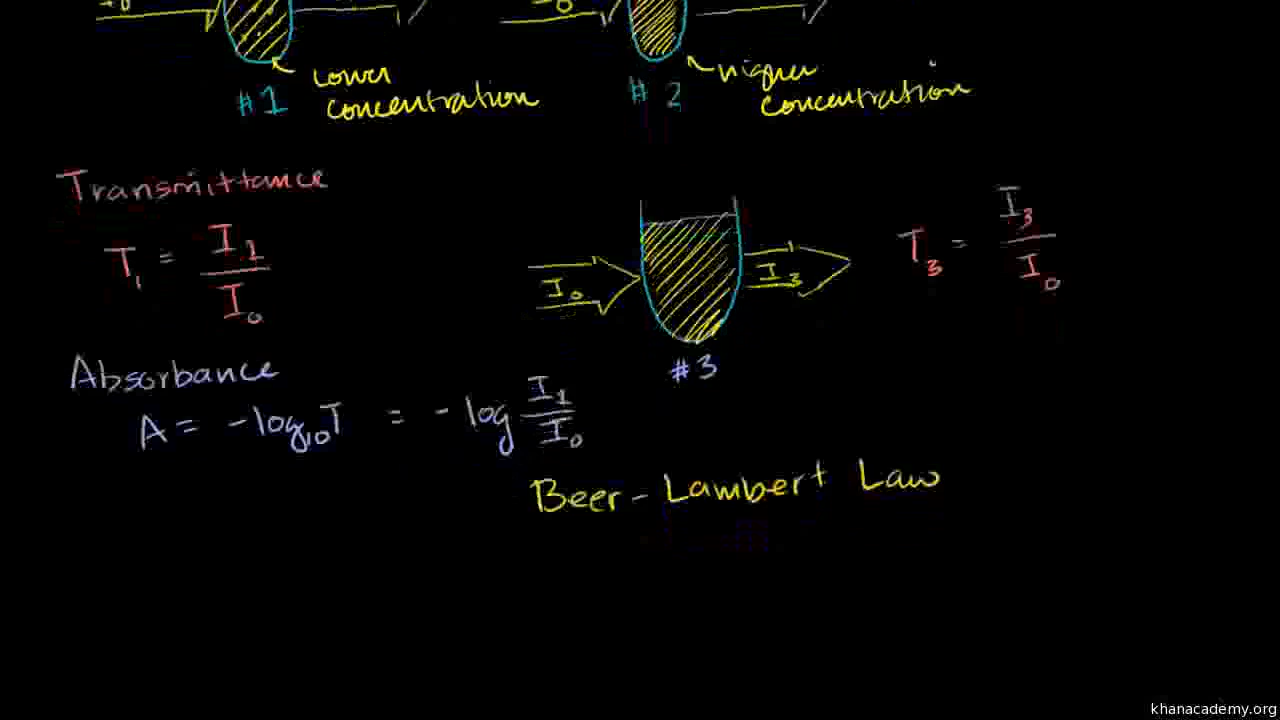 lower
concentration
#1
higher
concentration
# 2
Transmittance
T₁ = I₁ / I₀
I₀
I₃
#3
T₃ = I₃ / I₀
Absorbance
A = -log₁₀T = -log I₁ / I₀
Beer - Lambert Law
khanacademy.org